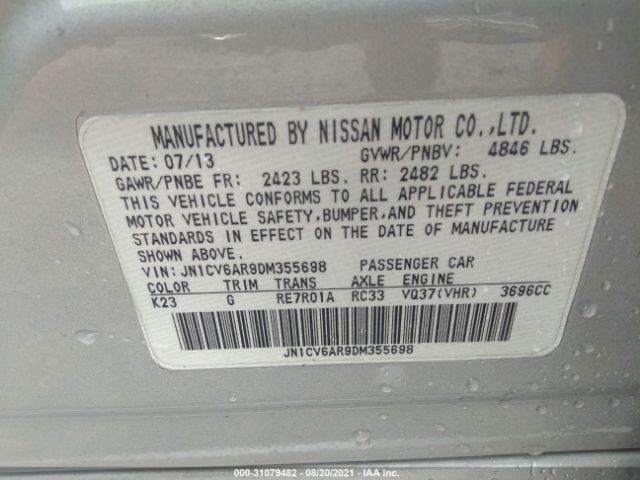 MANUFACTURED BY NISSAN MOTOR CO.,LTD.
DATE: 07/13 GVWR/PNBV: 4846 LBS.
GAWR/PNBE FR: 2423 LBS. RR: 2482 LBS.
THIS VEHICLE CONFORMS TO ALL APPLICABLE FEDERAL
MOTOR VEHICLE SAFETY,BUMPER,AND THEFT PREVENTION
STANDARDS IN EFFECT ON THE DATE OF MANUFACTURE
SHOWN ABOVE.
VIN: JN1CV6AR9DM355698 PASSENGER CAR
COLOR TRIM TRANS AXLE ENGINE
K23 G RE7R01A RC33 VQ37(VHR) 3696CC
JN1CV6AR9DM355698
000-31079482 - 08/30/2021 - IAA Inc.